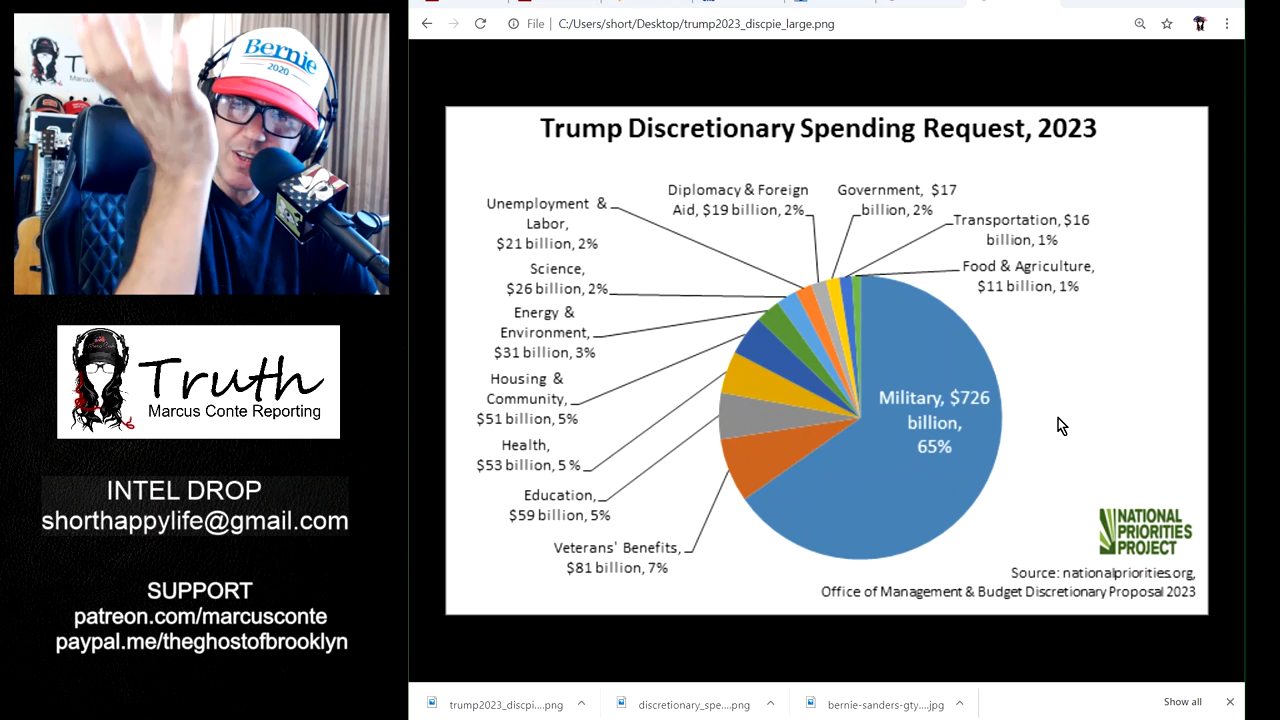 File
C:/Users/short/Desktop/trump2023_discpie_large.png
Bernie
2020
Truth
Marcus Conte Reporting
INTEL DROP
shorthappylife@gmail.com
SUPPORT
patreon.com/marcusconte
paypal.me/theghostofbrooklyn
Trump Discretionary Spending Request, 2023
Unemployment &
Labor,
$21 billion, 2%
Diplomacy & Foreign
Aid, $19 billion, 2%
Government, $17
billion, 2%
Transportation, $16
billion, 1%
Food & Agriculture,
$11 billion, 1%
Science,
$26 billion, 2%
Energy &
Environment,
$31 billion, 3%
Housing &
Community,
$51 billion, 5%
Health,
$53 billion, 5 %
Education,
$59 billion, 5%
Veterans' Benefits,
$81 billion, 7%
Military, $726
billion,
65%
NATIONAL
PRIORITIES
PROJECT
Source: nationalpriorities.org,
Office of Management & Budget Discretionary Proposal 2023
trump2023_discpi....png
discretionary_spe....png
bernie-sanders-gty....jpg
Show all